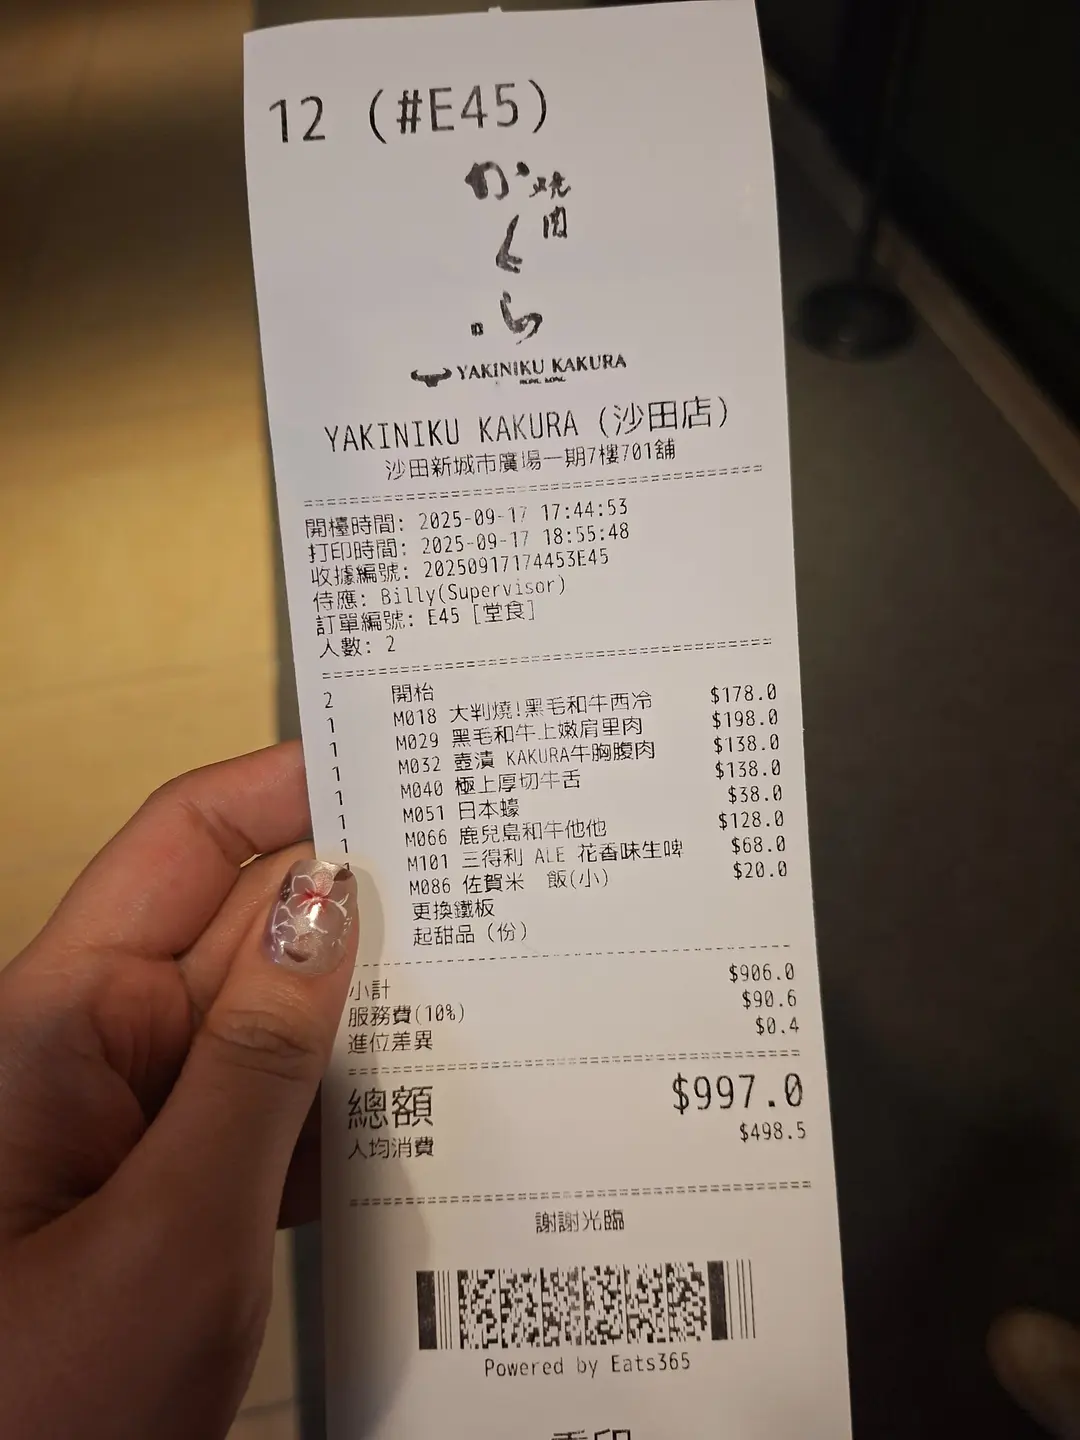 12 (#E45)
焼肉
かくら
YAKINIKU KAKURA
HONG KONG
YAKINIKU KAKURA (沙田店)
沙田新城市廣場一期7樓701舖
開檯時間: 2025-09-17 17:44:53
打印時間: 2025-09-17 18:55:48
收據編號: 20250917174453E45
侍應: Billy(Supervisor)
訂單編號: E45 [堂食]
人數: 2
2 開枱
1 M018 大判燒!黑毛和牛西冷 $178.0
1 M029 黑毛和牛上嫩肩里肉 $198.0
1 M032 壺漬 KAKURA牛胸腹肉 $138.0
1 M040 極上厚切牛舌 $138.0
1 M051 日本蠔 $38.0
1 M066 鹿兒島和牛他他 $128.0
1 M101 三得利 ALE 花香味生啤 $68.0
M086 佐賀米 飯(小) $20.0
更換鐵板
起甜品 (份)
小計 $906.0
服務費(10%) $90.6
進位差異 $0.4
總額 $997.0
人均消費 $498.5
謝謝光臨
Powered by Eats365